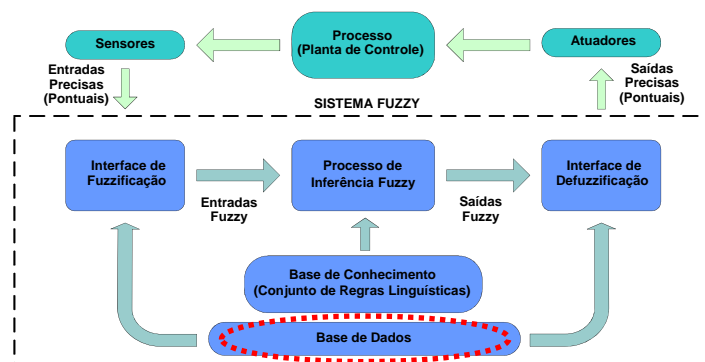 Sensores
Processo
(Planta de Controle)
Atuadores
Entradas
Precisas
(Pontuais)
Saídas
Precisas
(Pontuais)
SISTEMA FUZZY
Interface de
Fuzzificação
Processo de
Inferência Fuzzy
Interface de
Defuzzificação
Entradas
Fuzzy
Saídas
Fuzzy
Base de Conhecimento
(Conjunto de Regras Linguísticas)
Base de Dados